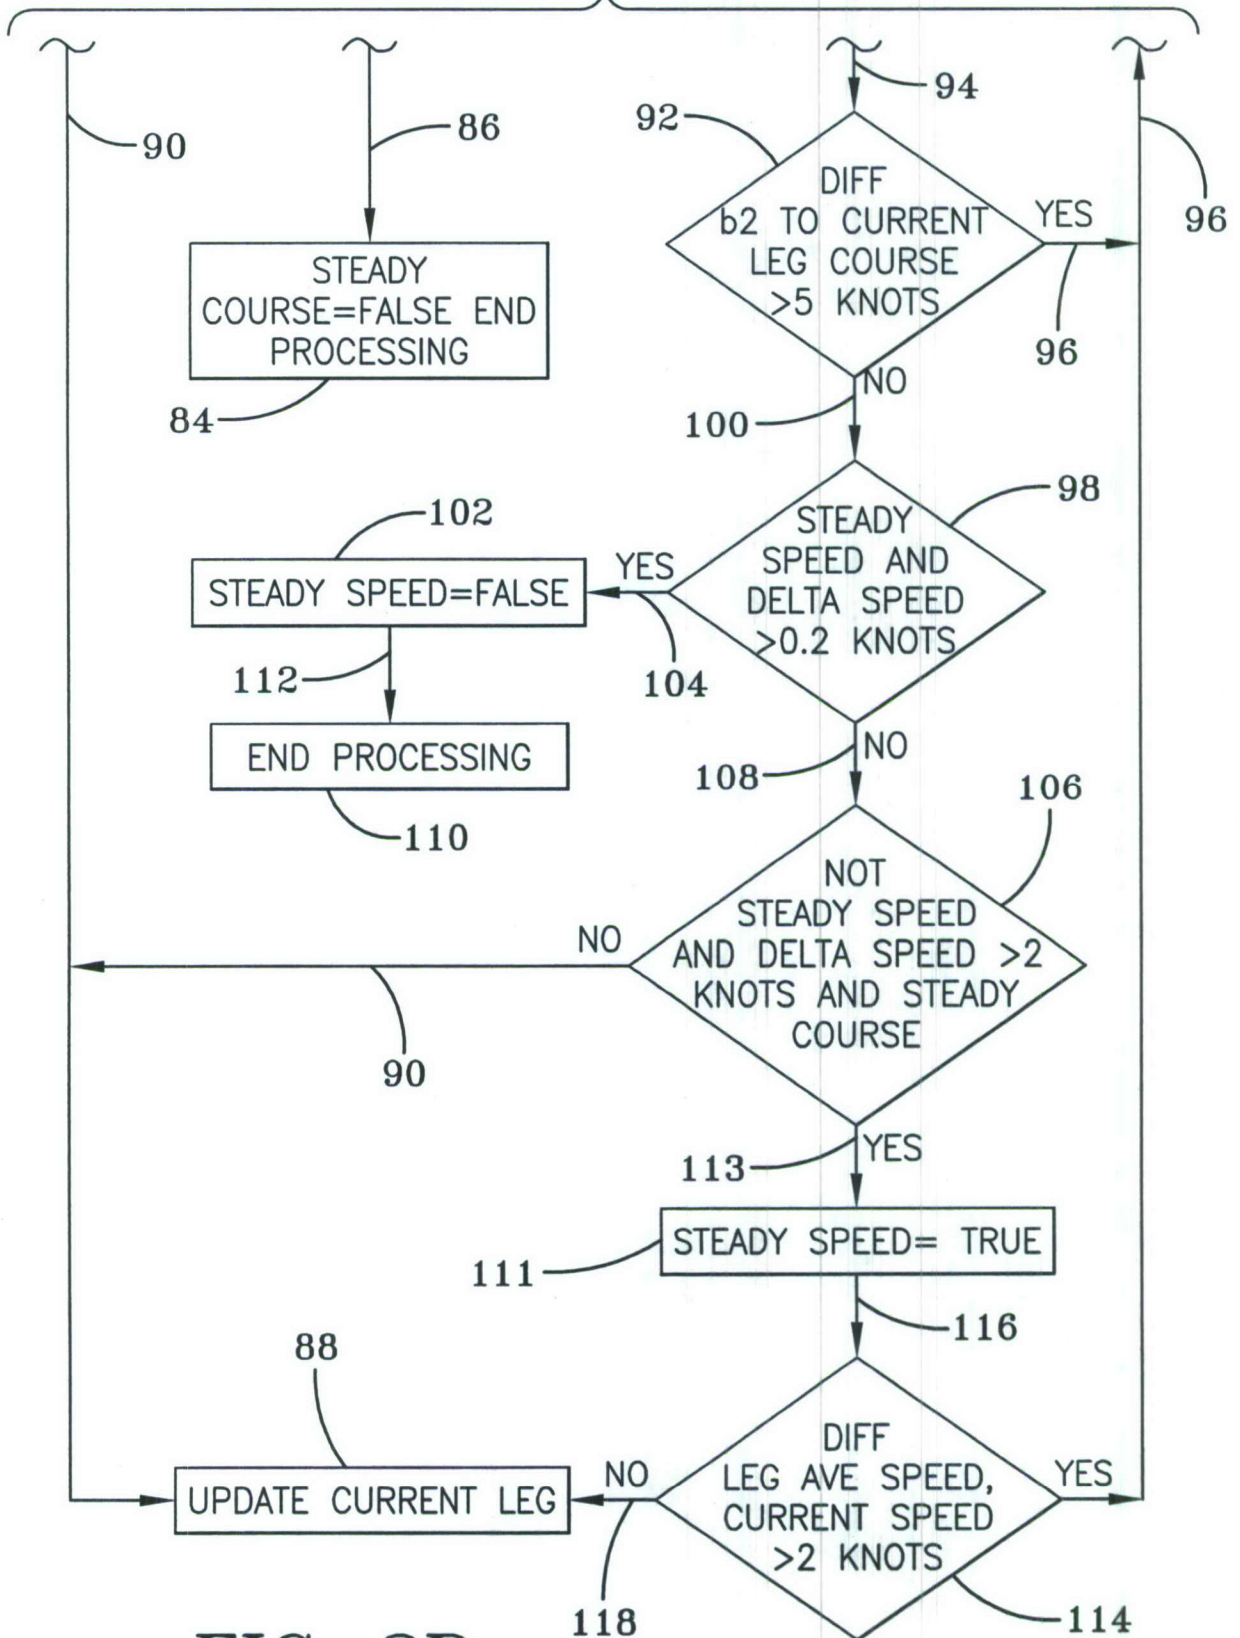 94
92
86
90
DIFF
b2 TO CURRENT
LEG COURSE
>5 KNOTS
YES
96
96
STEADY
COURSE=FALSE END
PROCESSING
84
NO
100
98
102
STEADY
SPEED AND
DELTA SPEED
>0.2 KNOTS
YES
STEADY SPEED=FALSE
104
112
NO
END PROCESSING
108
106
110
NOT
STEADY SPEED
AND DELTA SPEED >2
KNOTS AND STEADY
COURSE
NO
90
YES
113
STEADY SPEED= TRUE
111
116
88
DIFF
LEG AVE SPEED,
CURRENT SPEED
>2 KNOTS
NO
YES
UPDATE CURRENT LEG
118
114